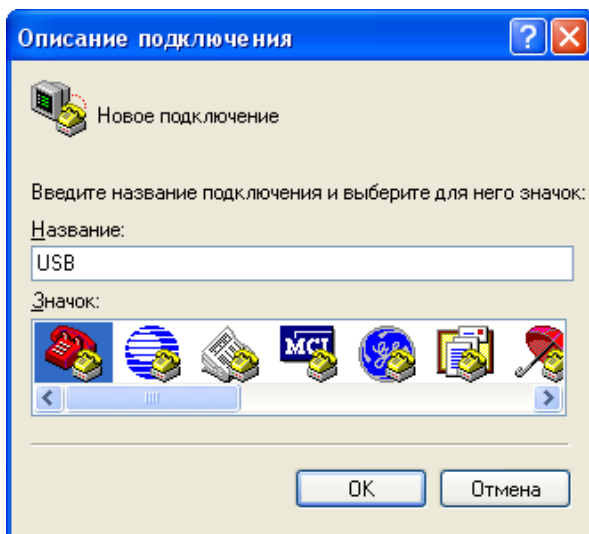 Описание подключения
Новое подключение
Введите название подключения и выберите для него значок:
Название:
USB
Значок:
MCI
OK
Отмена